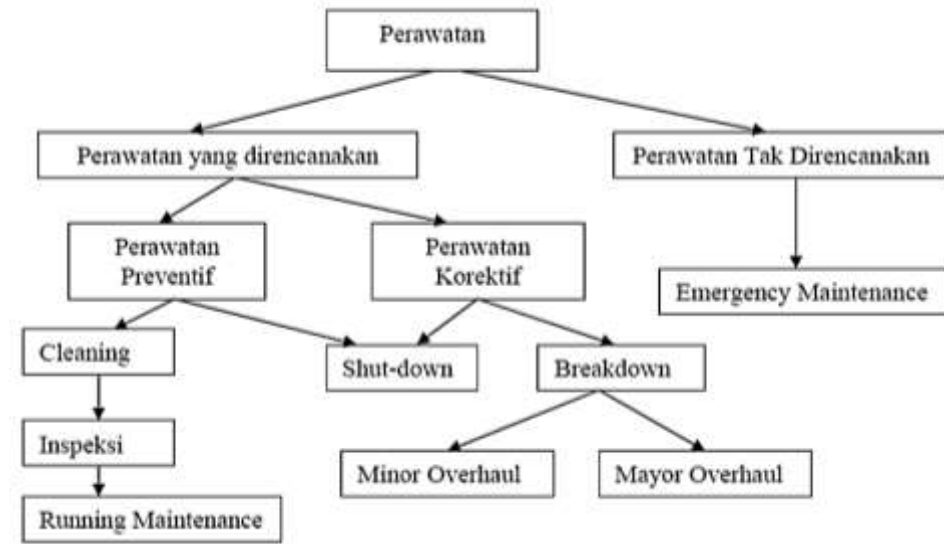 Perawatan
Perawatan yang direncanakan
Perawatan Tak Direncanakan
Perawatan
Preventif
Perawatan
Korektif
Emergency Maintenance
Cleaning
Shut-down
Breakdown
Inspeksi
Minor Overhaul
Mayor Overhaul
Running Maintenance